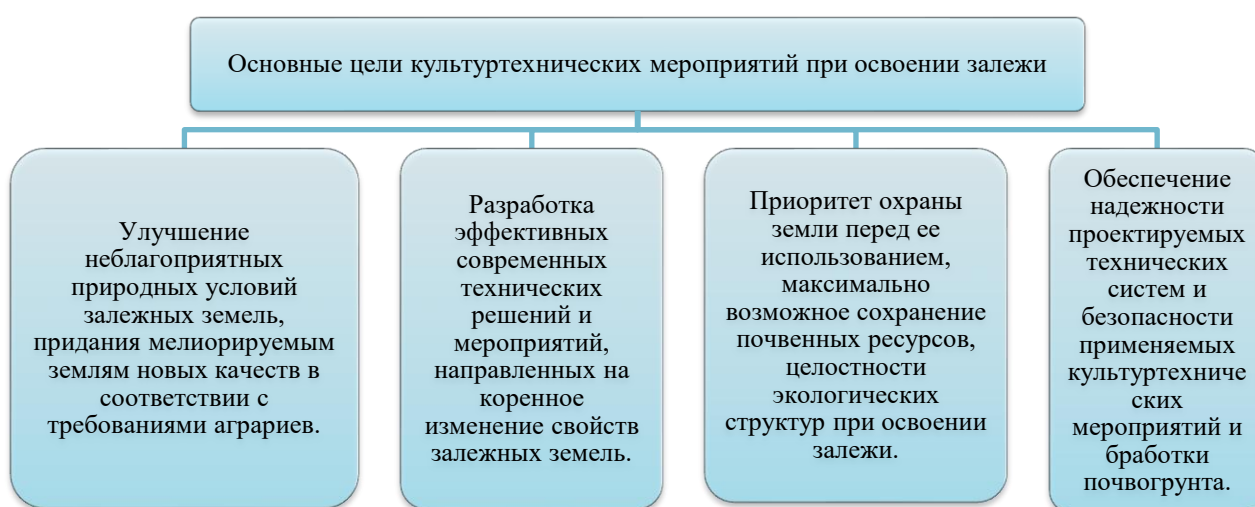 Основные цели культуртехнических мероприятий при освоении залежи
Улучшение
неблагоприятных
природных условий
залежных земель,
придания мелиорируемым
землям новых качеств в
соответствии с
требованиями аграриев.
Разработка
эффективных
современных
технических
решений и
мероприятий,
направленных на
коренное
изменение свойств
залежных земель.
Приоритет охраны
земли перед ее
использованием,
максимально
возможное сохранение
почвенных ресурсов,
целостности
экологических
структур при освоении
залежи.
Обеспечение
надежности
проектируемых
технических
систем и
безопасности
применяемых
культуртехниче
ских
мероприятий и
бработки
почвогрунта.